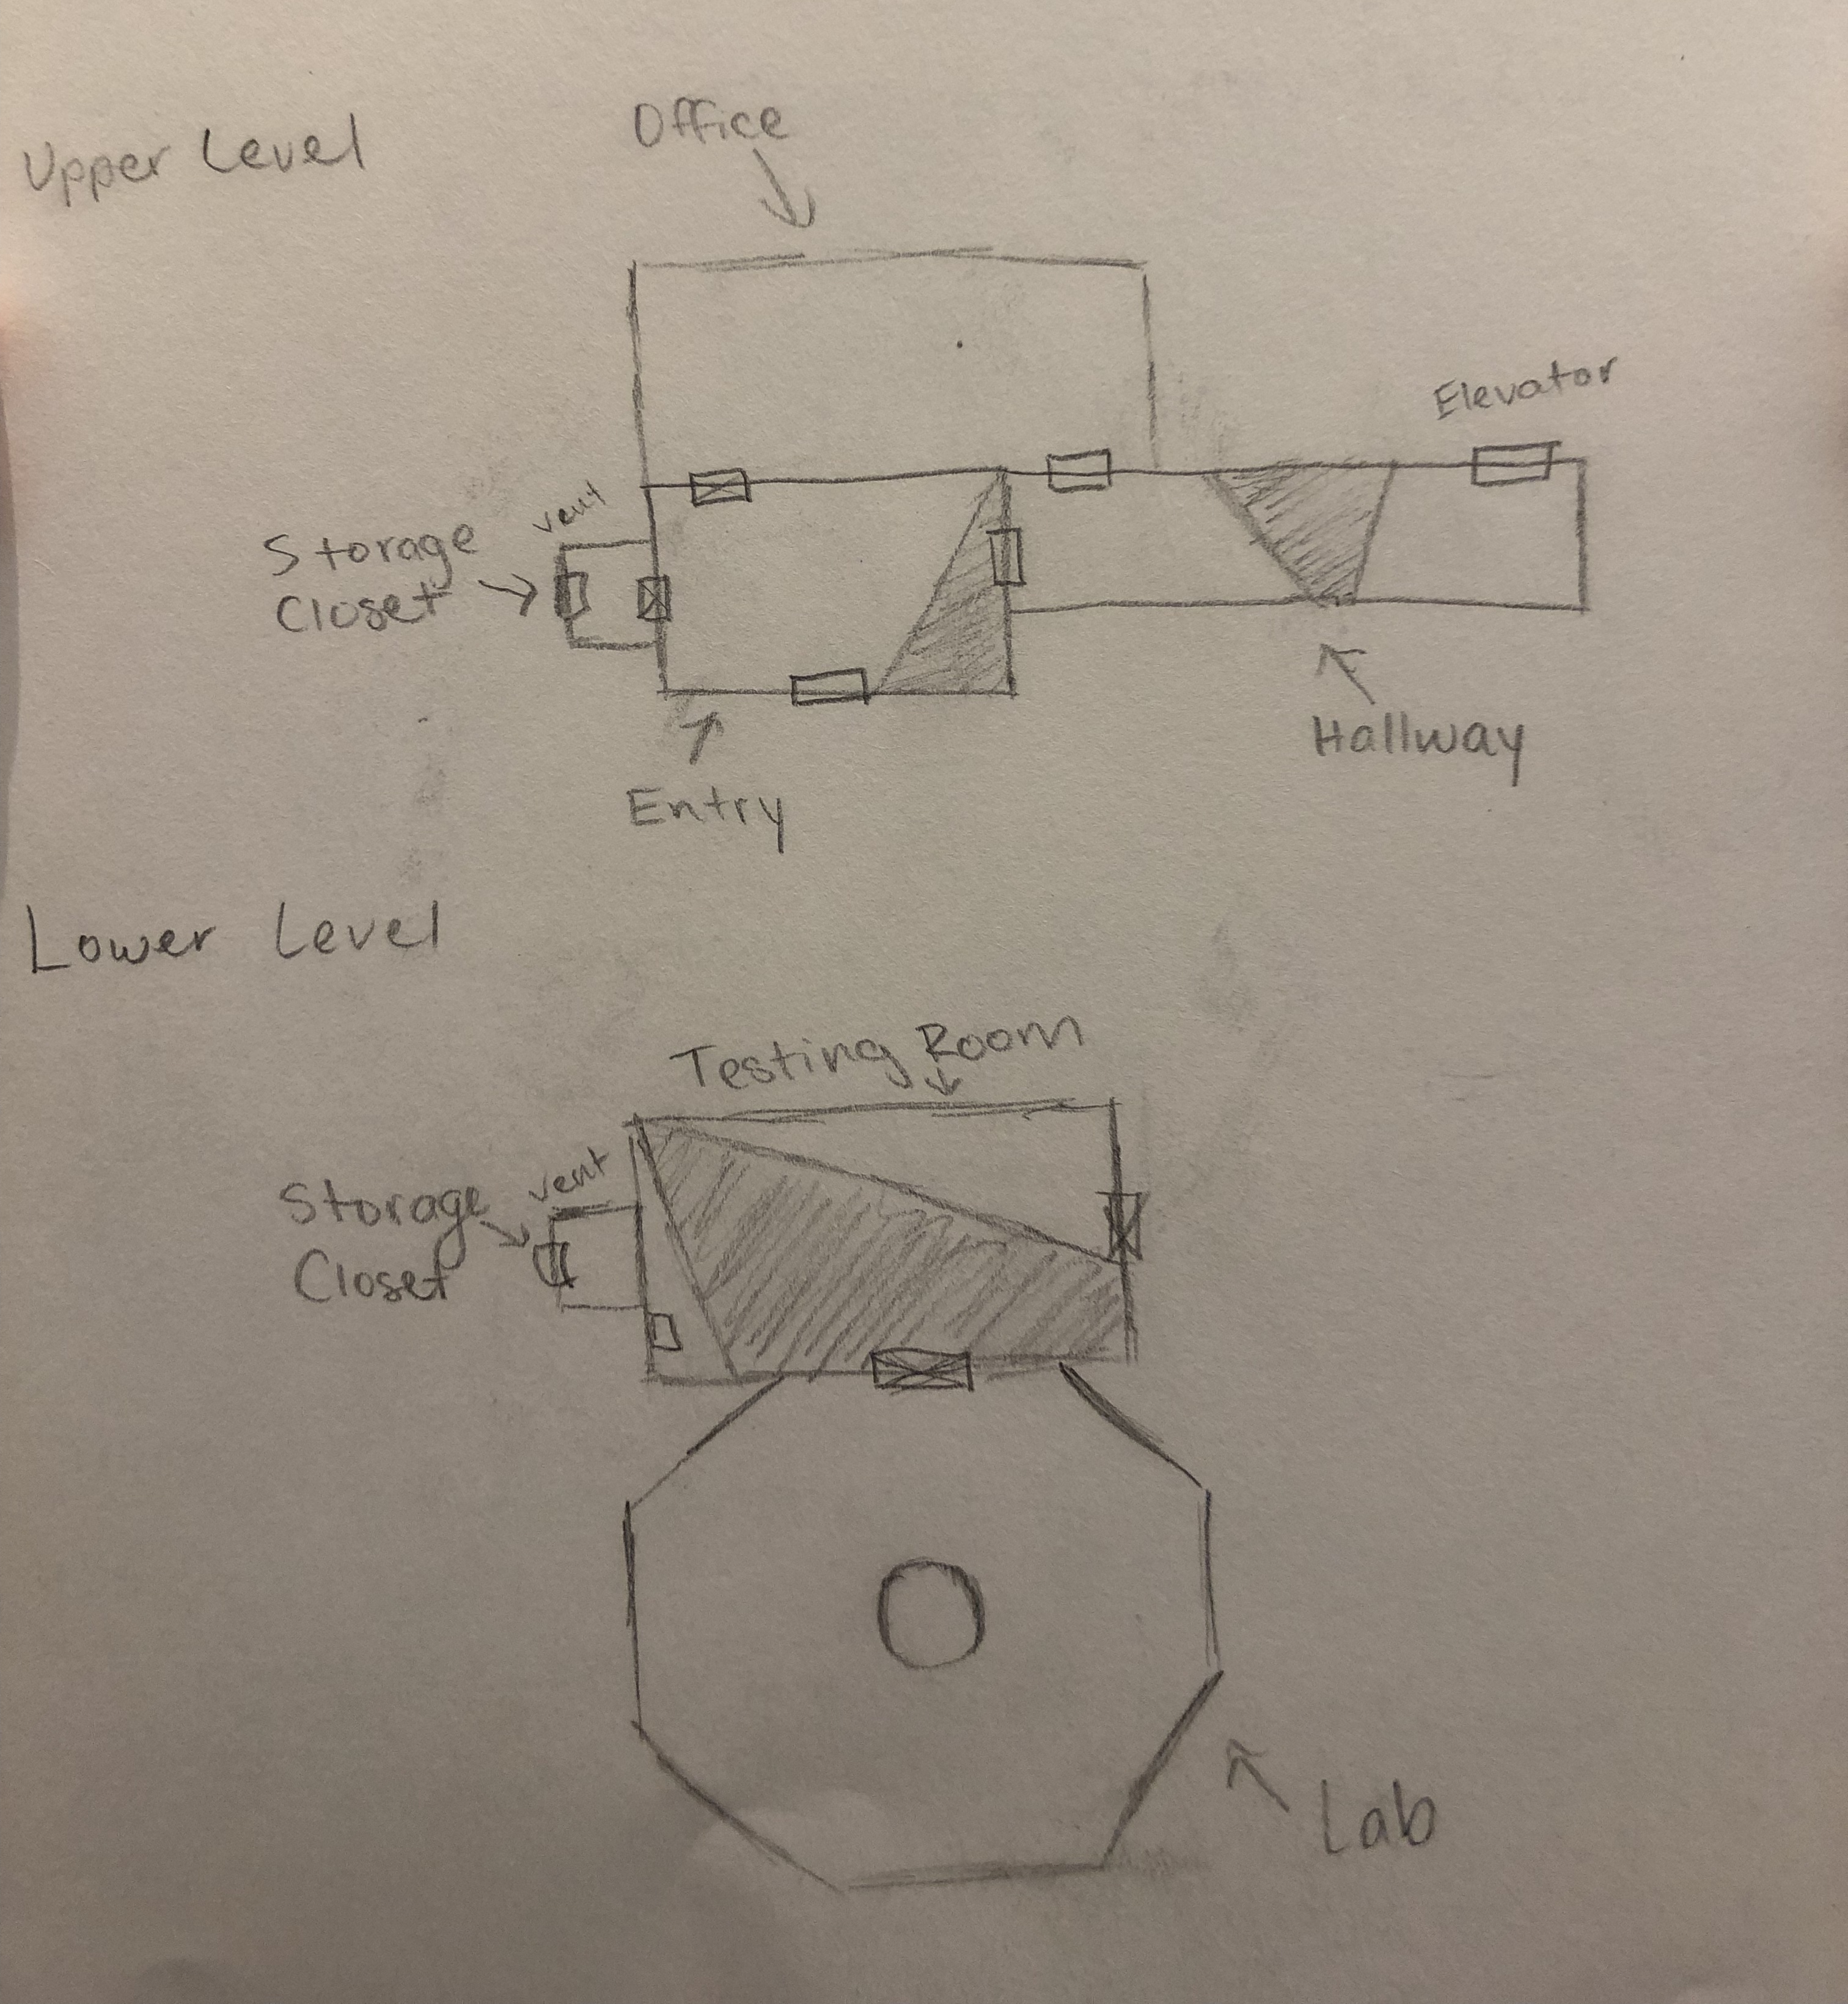 Upper Level
Office
Elevator
vent
Storage
Closet
Hallway
Entry
Lower Level
Testing Room
vent
Storage
Closet
Lab